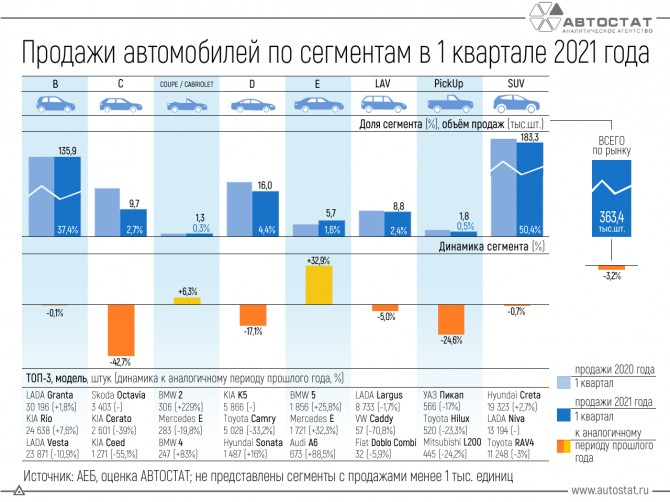 АВТОСТАТ
АНАЛИТИЧЕСКОЕ АГЕНТСТВО
Продажи автомобилей по сегментам в 1 квартале 2021 года
B C COUPE / CABRIOLET D E LAV PickUp SUV
Доля сегмента (%), объём продаж (тыс.шт.)
135,9 9,7 1,3 16,0 5,7 8,8 1,8 183,3
37,4% 2,7% 0,3% 4,4% 1,6% 2,4% 0,5% 50,4%
ВСЕГО
ПО РЫНКУ
363,4
тыс.шт.
Динамика сегмента (%)
-0,1% -42,7% +6,3% -17,1% +32,9% -5,0% -24,6% -0,7%
-3,2%
ТОП-3, модель, штук (динамика к аналогичному периоду прошлого года, %)
LADA Granta
30 196 (+1,8%)
KIA Rio
24 638 (+7,6%)
LADA Vesta
23 871 (-10,9%)
Skoda Octavia
3 403 (-)
KIA Cerato
2 601 (-39%)
KIA Ceed
1 271 (-55,1%)
BMW 2
306 (+229%)
Mercedes E
283 (-19,8%)
BMW 4
247 (+83%)
KIA K5
5 866 (-)
Toyota Camry
5 028 (-33,2%)
Hyundai Sonata
1 487 (+16%)
BMW 5
1 856 (+25,8%)
Mercedes E
1 721 (+32,3%)
Audi A6
673 (+88,5%)
LADA Largus
8 733 (-1,7%)
VW Caddy
57 (-70,8%)
Fiat Doblo Combi
32 (-5,9%)
УАЗ Пикап
566 (-17%)
Toyota Hilux
520 (-23,3%)
Mitsubishi L200
445 (-24,2%)
Hyundai Creta
19 323 (+2,7%)
LADA Niva
13 194 (-)
Toyota RAV4
11 248 (-3%)
продажи 2020 года
1 квартал
продажи 2021 года
1 квартал
к аналогичному
периоду прошлого
года
Источник: АЕБ, оценка АВТОСТАТ; не представлены сегменты с продажами менее 1 тыс. единиц
www.autostat.ru